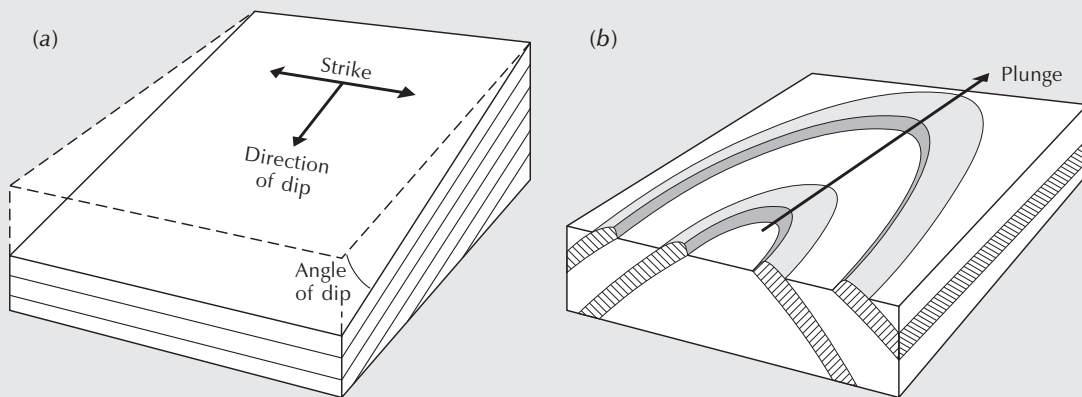 (a)
Strike
Direction
of dip
Angle
of dip
(b)
Plunge